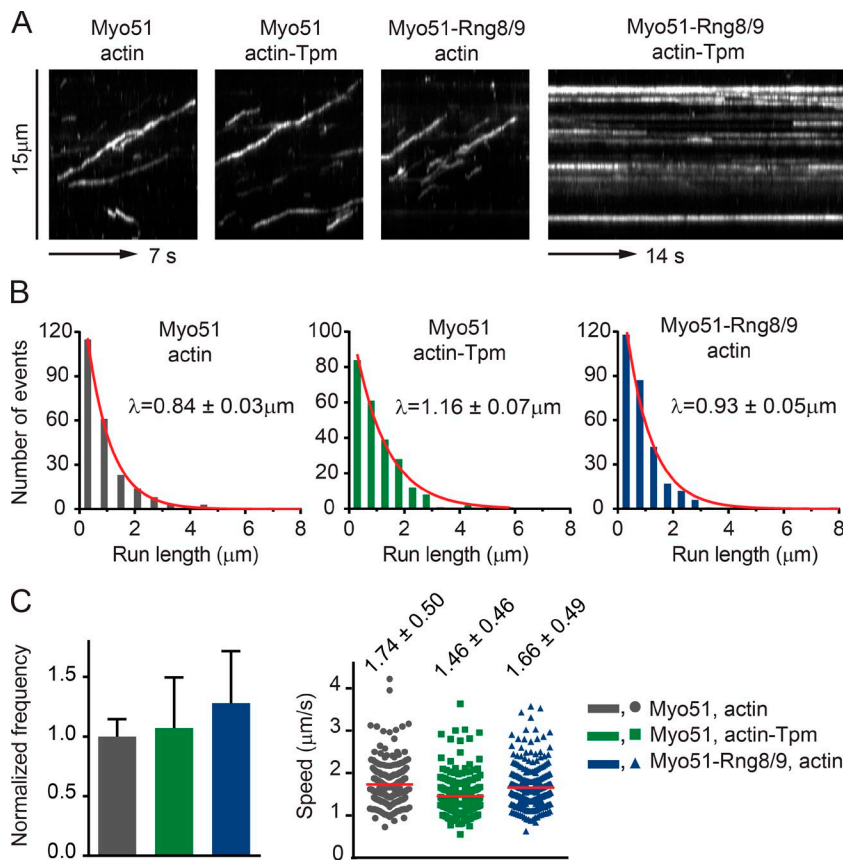 A
Myo51
actin
Myo51
actin-Tpm
Myo51-Rng8/9
actin
Myo51-Rng8/9
actin-Tpm
15μm
7 s
14 s
B
Number of events
120
90
60
30
0
0 2 4 6 8
Run length (μm)
Myo51
actin
λ=0.84 ± 0.03μm
100
80
60
40
20
0
0 2 4 6 8
Run length (μm)
Myo51
actin-Tpm
λ=1.16 ± 0.07μm
120
90
60
30
0
0 2 4 6 8
Run length (μm)
Myo51-Rng8/9
actin
λ=0.93 ± 0.05μm
C
Normalized frequency
1.5
1.0
0.5
0.0
Speed (μm/s)
4
3
2
1
0
1.74 ± 0.50
1.46 ± 0.46
1.66 ± 0.49
, Myo51, actin
, Myo51, actin-Tpm
, Myo51-Rng8/9, actin